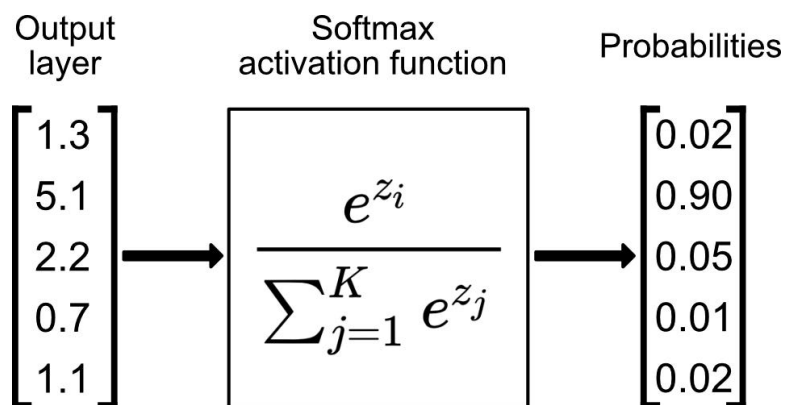 Output
layer
Softmax
activation function
Probabilities
1.3
5.1
2.2
0.7
1.1
e^{z_i}
∑_{j=1}^{K} e^{z_j}
0.02
0.90
0.05
0.01
0.02